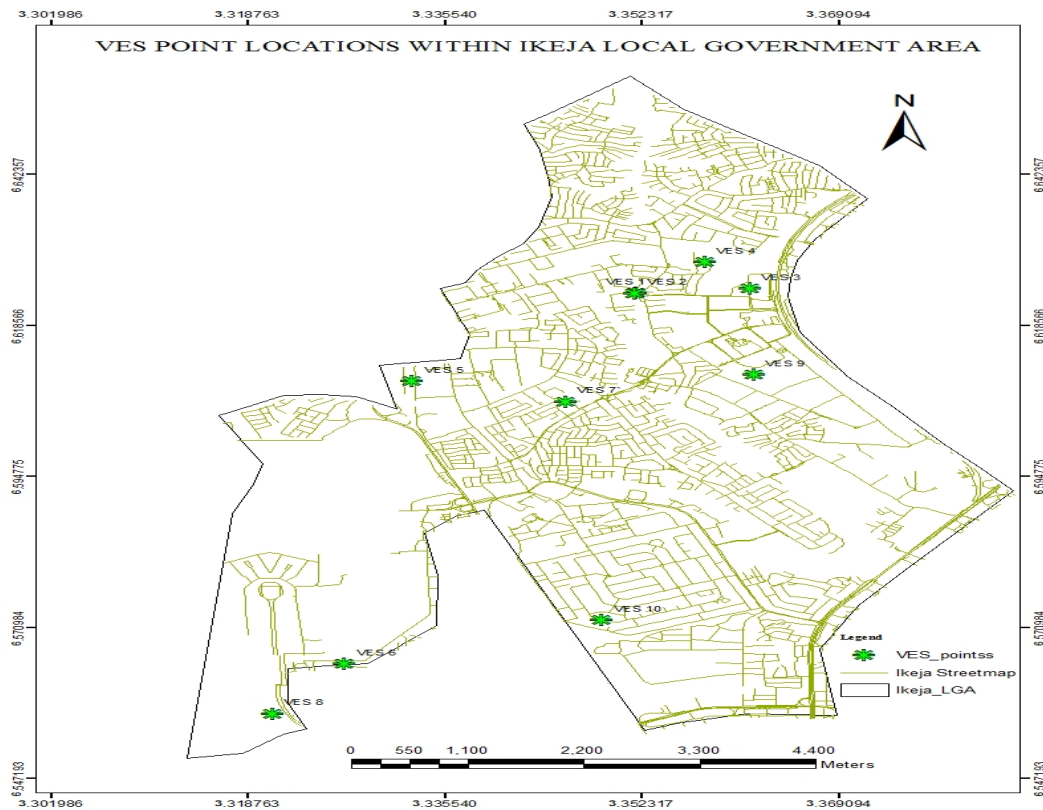 3.301986 3.318763 3.335540 3.352317 3.369094
VES POINT LOCATIONS WITHIN IKEJA LOCAL GOVERNMENT AREA
N
6.642357 6.642357
VES 4
VES 3
VES 1 VES 2
6.618566 6.618566
VES 9
VES 5
VES 7
6.594775 6.594775
VES 10
6.570984 6.570984
Legend
VES_pointss
VES 6
Ikeja Streetmap
Ikeja_LGA
VES 8
0 550 1,100 2,200 3,300 4,400
Meters
6.547193 6.547193
3.301986 3.318763 3.335540 3.352317 3.369094